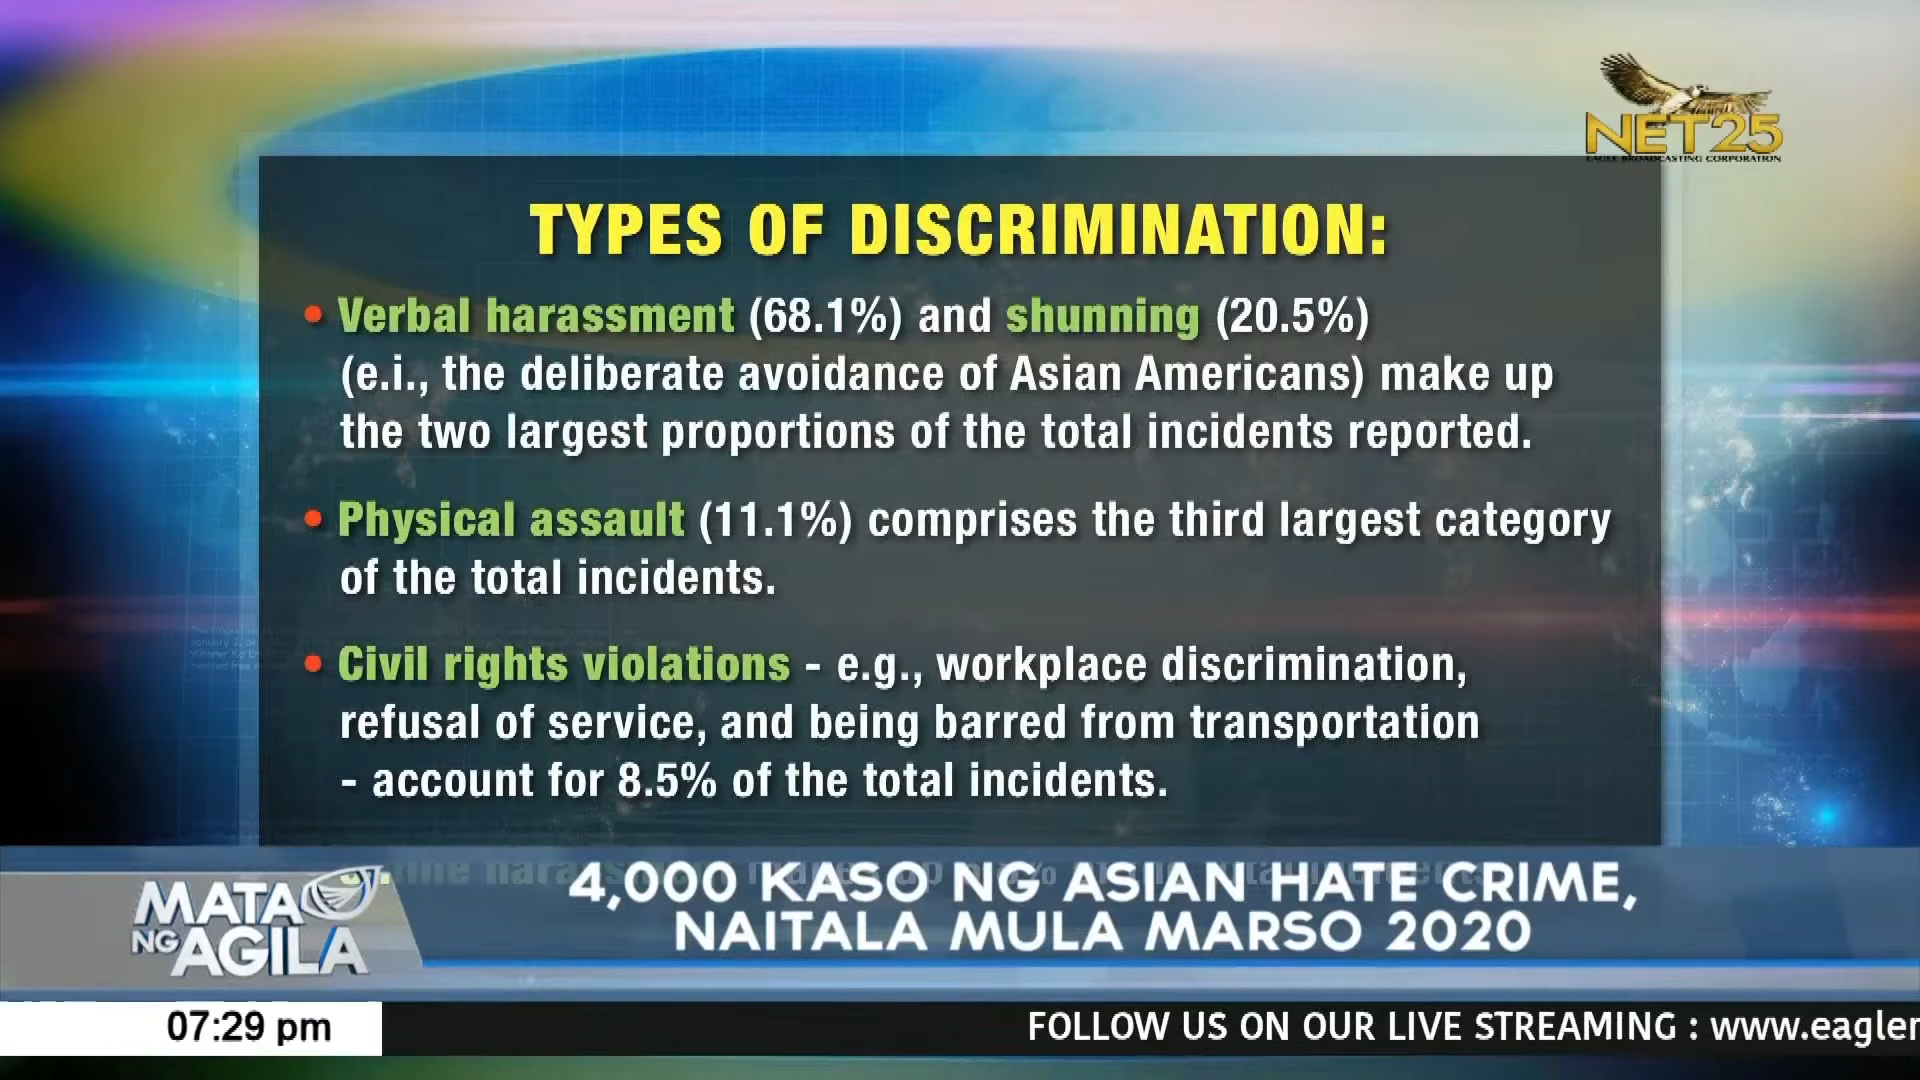 NET25
EAGLE BROADCASTING CORPORATION
TYPES OF DISCRIMINATION:
• Verbal harassment (68.1%) and shunning (20.5%)
(e.i., the deliberate avoidance of Asian Americans) make up
the two largest proportions of the total incidents reported.
• Physical assault (11.1%) comprises the third largest category
of the total incidents.
• Civil rights violations - e.g., workplace discrimination,
refusal of service, and being barred from transportation
- account for 8.5% of the total incidents.
MATA
NG AGILA
4,000 KASO NG ASIAN HATE CRIME,
NAITALA MULA MARSO 2020
07:29 pm
FOLLOW US ON OUR LIVE STREAMING : www.eagler